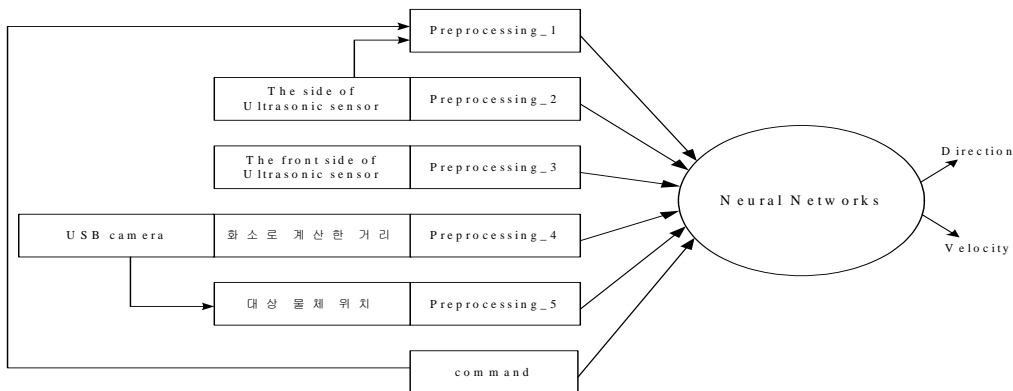 Preprocessing_1
The side of
Ultrasonic sensor
Preprocessing_2
The front side of
Ultrasonic sensor
Preprocessing_3
USB camera
화소로 계산한 거리
Preprocessing_4
대상 물체 위치
Preprocessing_5
command
Neural Networks
Direction
Velocity